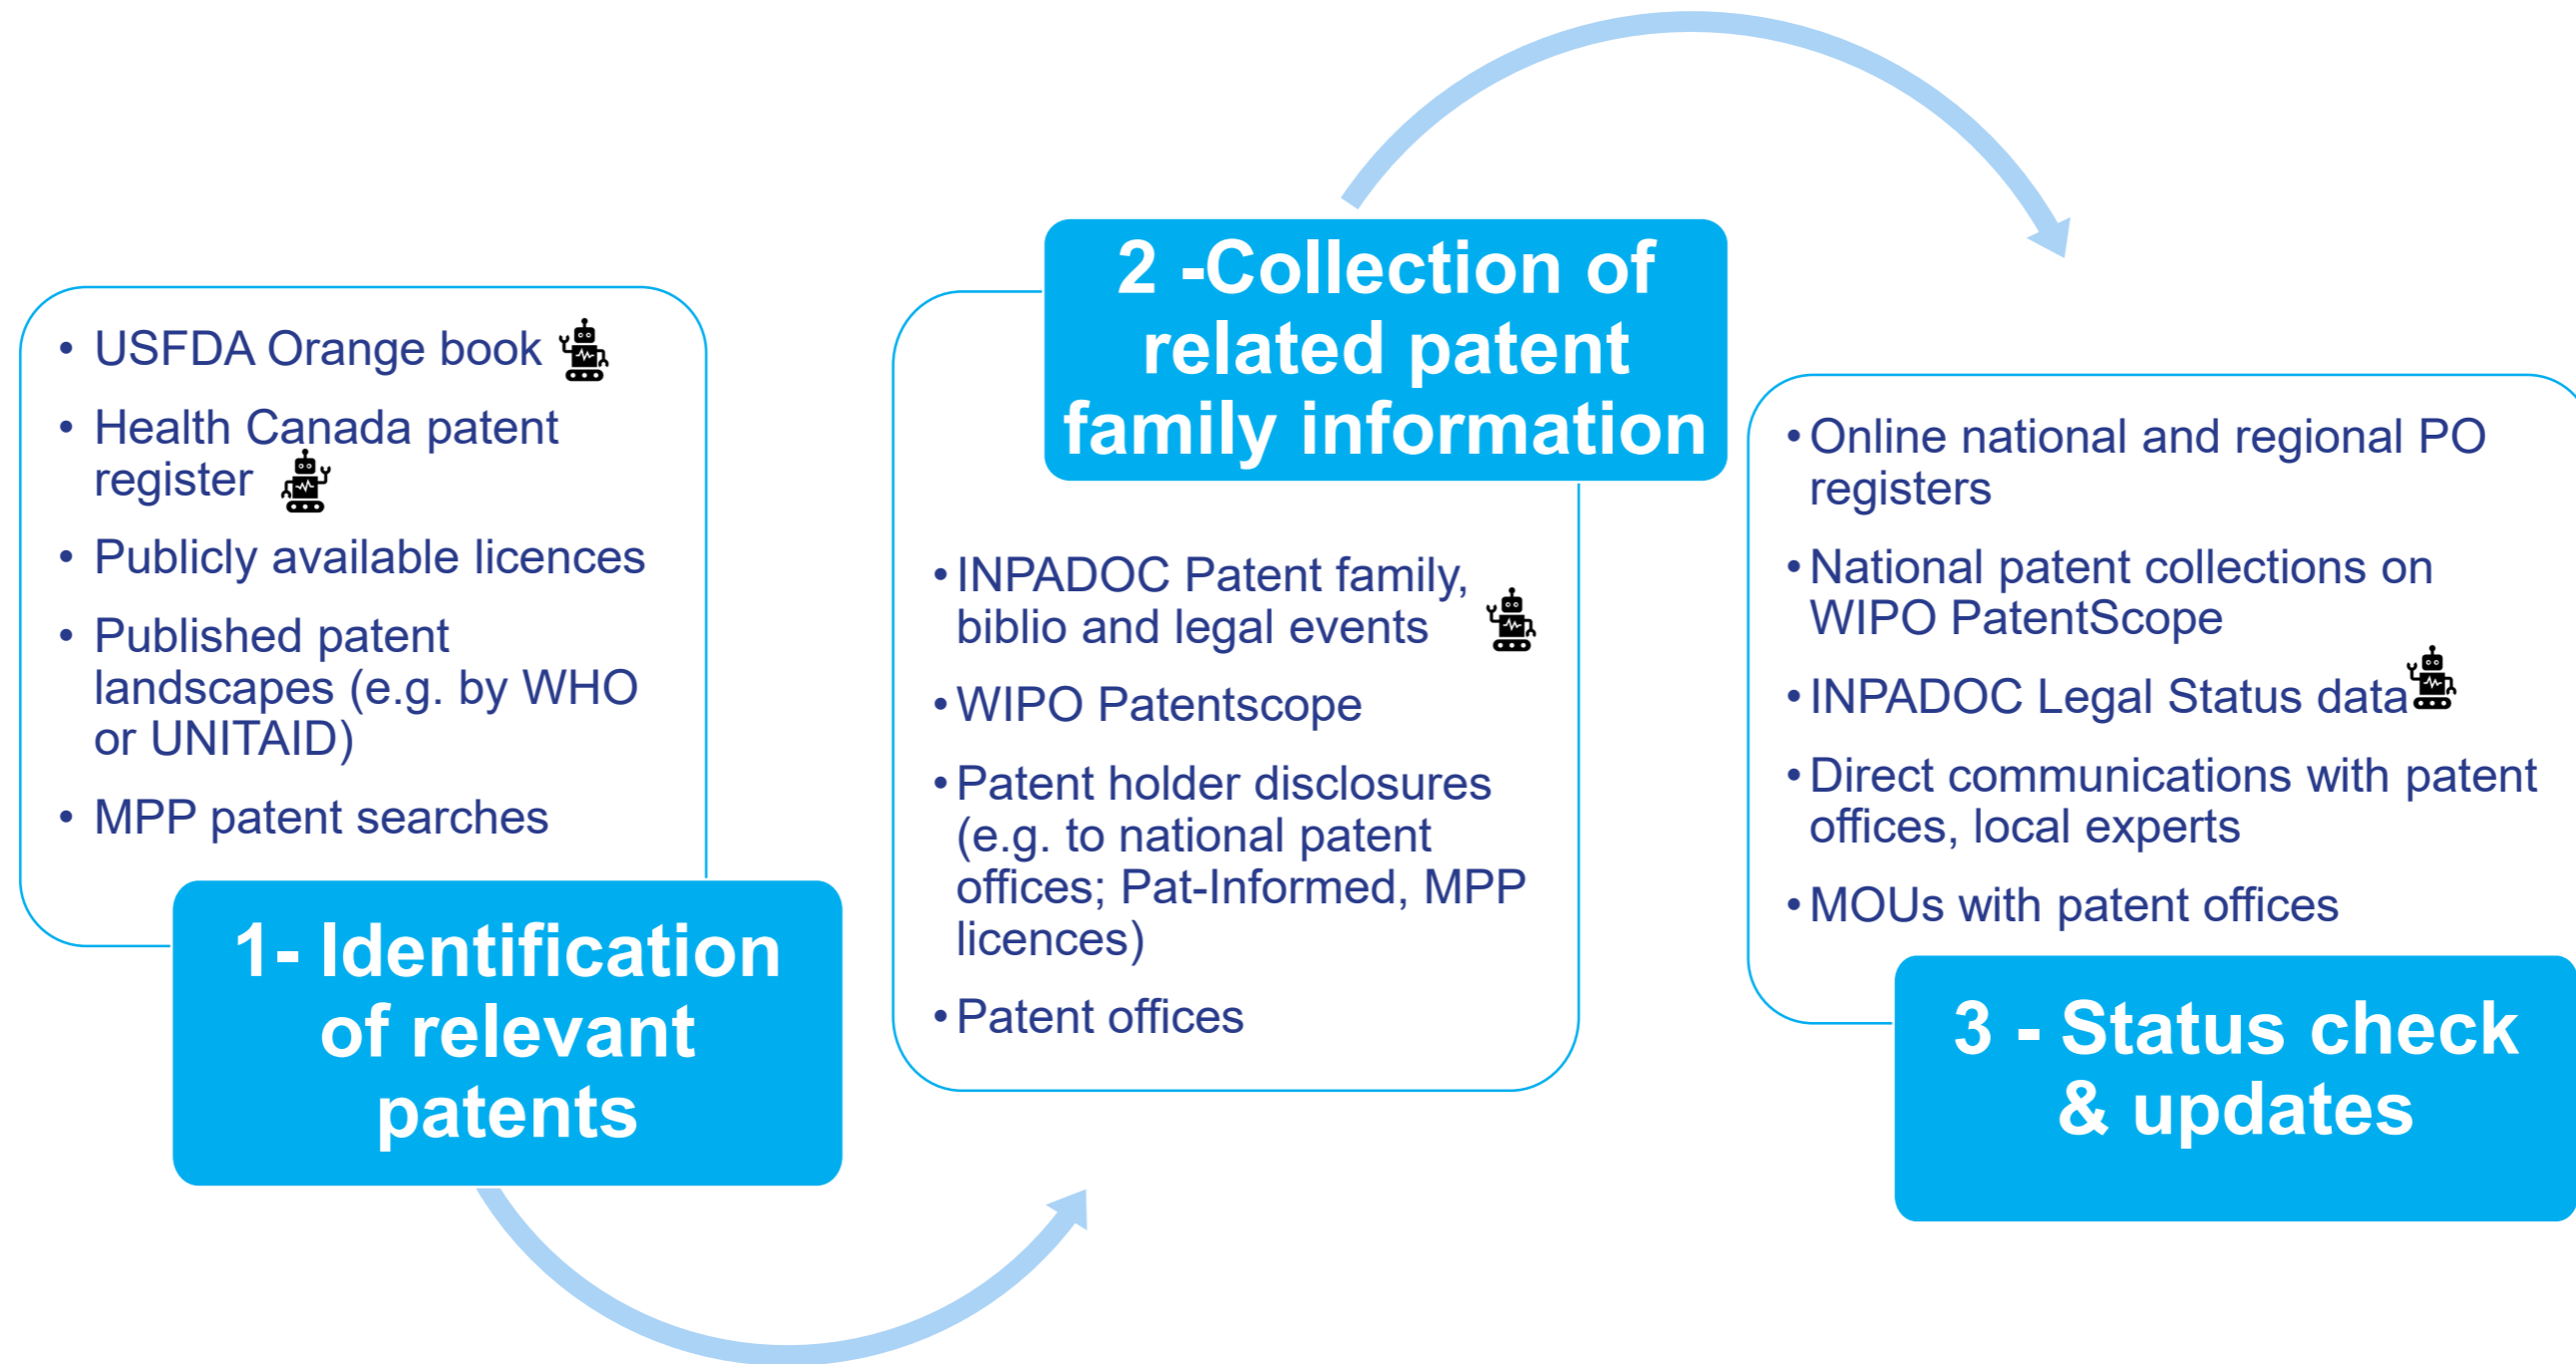 • USFDA Orange book
• Health Canada patent
register
• Publicly available licences
• Published patent
landscapes (e.g. by WHO
or UNITAID)
• MPP patent searches
1- Identification
of relevant
patents
2 -Collection of
related patent
family information
• INPADOC Patent family,
biblio and legal events
• WIPO Patentscope
• Patent holder disclosures
(e.g. to national patent
offices; Pat-Informed, MPP
licences)
• Patent offices
• Online national and regional PO
registers
• National patent collections on
WIPO PatentScope
• INPADOC Legal Status data
• Direct communications with patent
offices, local experts
• MOUs with patent offices
3 - Status check
& updates